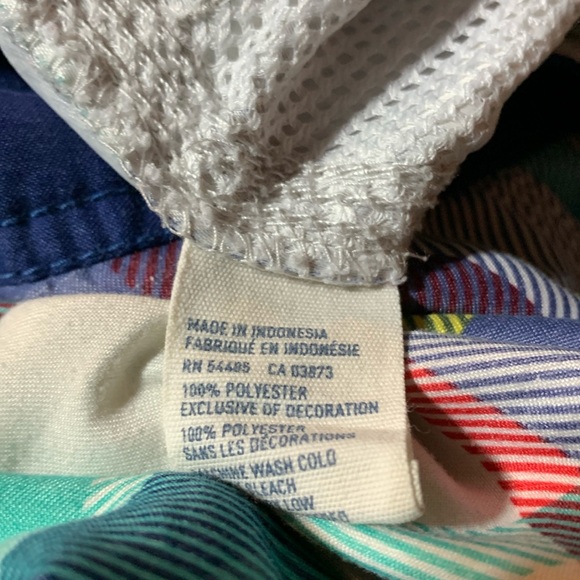 MADE IN INDONESIA
FABRIQUÉ EN INDONÉSIE
RN 54485 CA 03873
100% POLYESTER
EXCLUSIVE OF DECORATION
100% POLYESTER
SANS LES DÉCORATIONS
WASH COLD